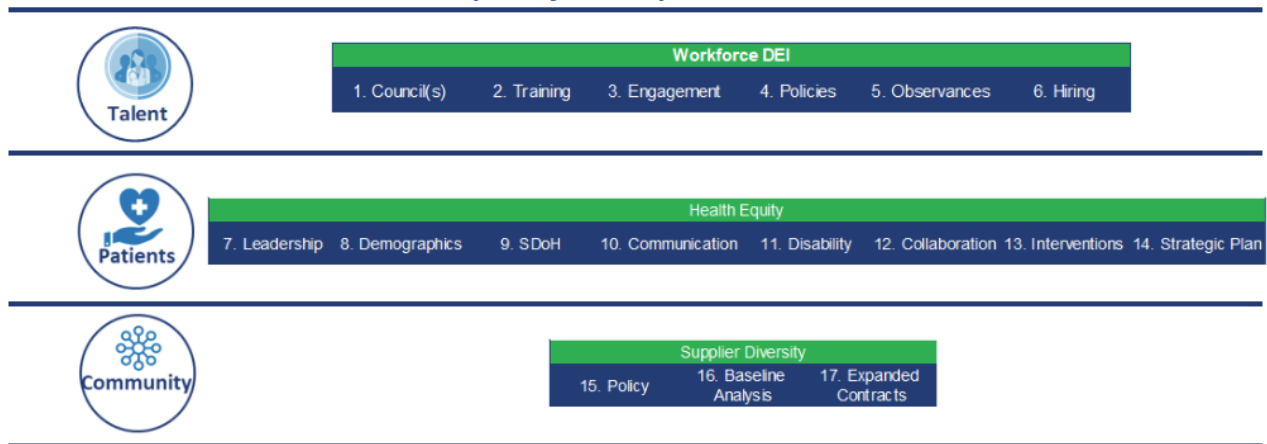 Talent
Workforce DEI
1. Council(s) 2. Training 3. Engagement 4. Policies 5. Observances 6. Hiring
Patients
Health Equity
7. Leadership 8. Demographics 9. SDoH 10. Communication 11. Disability 12. Collaboration 13. Interventions 14. Strategic Plan
Community
Supplier Diversity
15. Policy 16. Baseline Analysis 17. Expanded Contracts